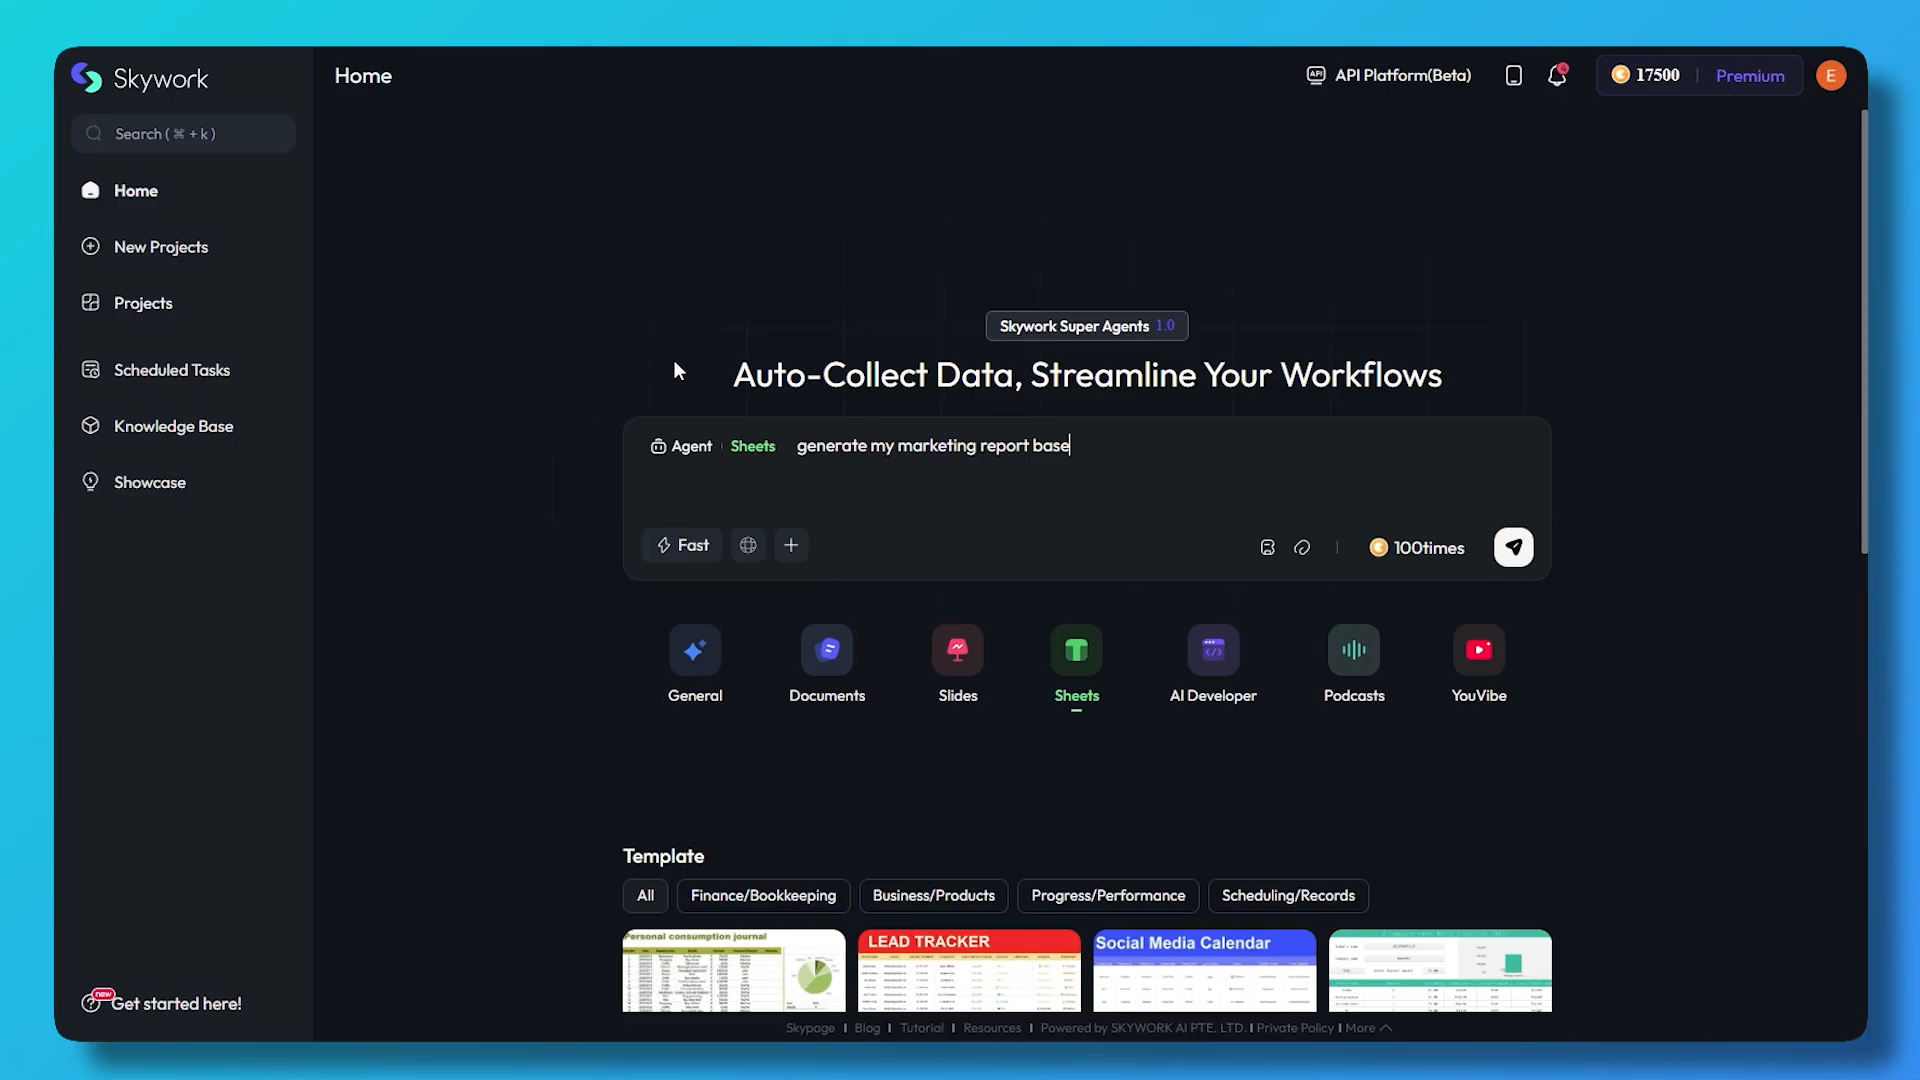 Skywork
Home
API Platform(Beta)
17500
Premium
E
Search ( ⌘ + k )
Home
New Projects
Projects
Scheduled Tasks
Knowledge Base
Showcase
Get started here!
new
Skywork Super Agents 1.0
Auto-Collect Data, Streamline Your Workflows
Agent
Sheets
generate my marketing report base
Fast
100times
General
Documents
Slides
Sheets
AI Developer
Podcasts
YouVibe
Template
All
Finance/Bookkeeping
Business/Products
Progress/Performance
Scheduling/Records
Personal consumption journal
LEAD TRACKER
Social Media Calendar
Skypage
Blog
Tutorial
Resources
Powered by SKYWORK AI PTE. LTD.
Private Policy
More